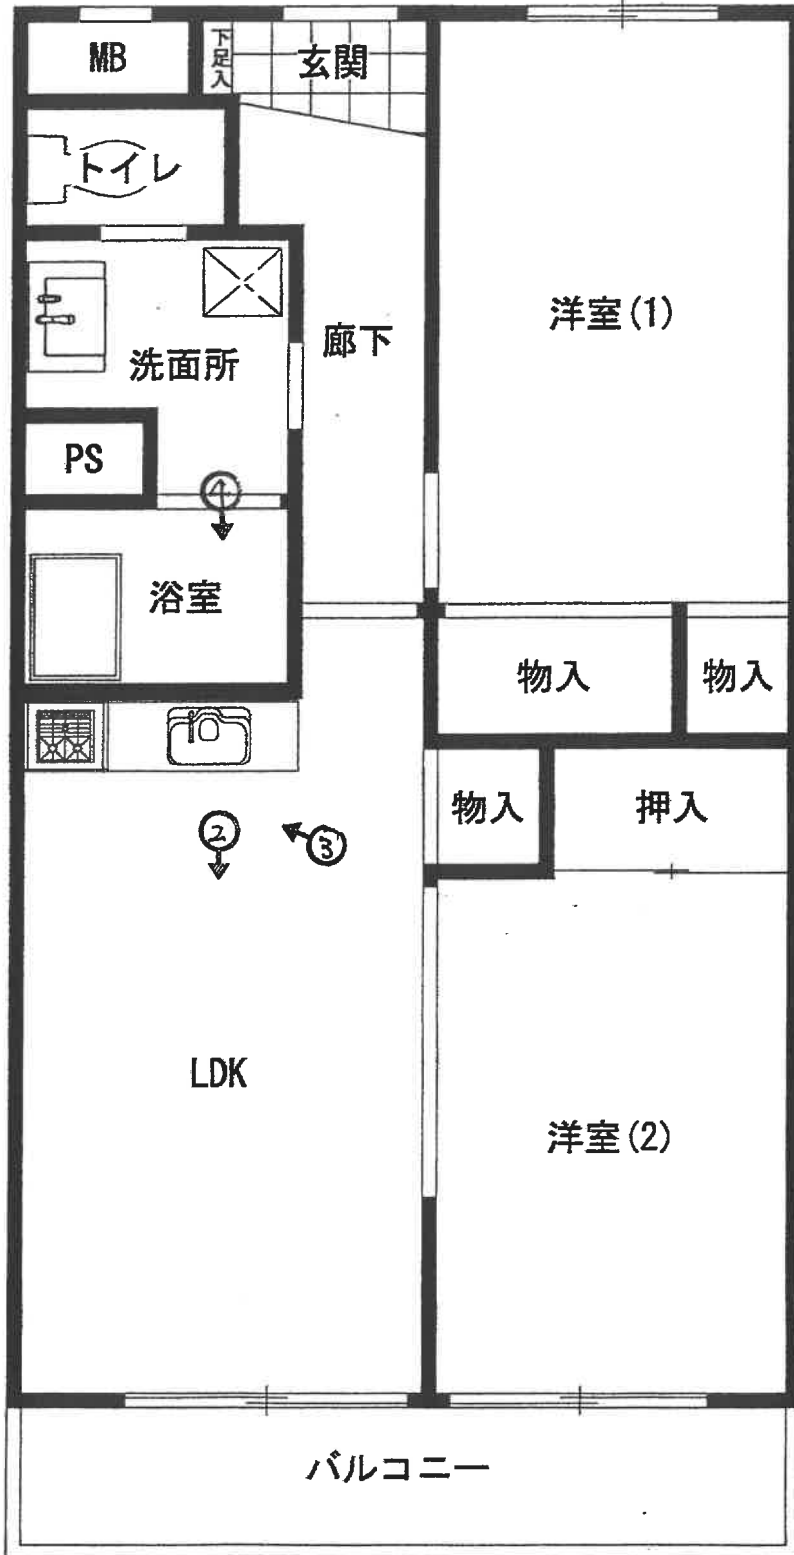 MB
下足入
玄関
トイレ
洋室(1)
廊下
洗面所
PS
④
浴室
物入
物入
物入
押入
②
③
LDK
洋室(2)
バルコニー